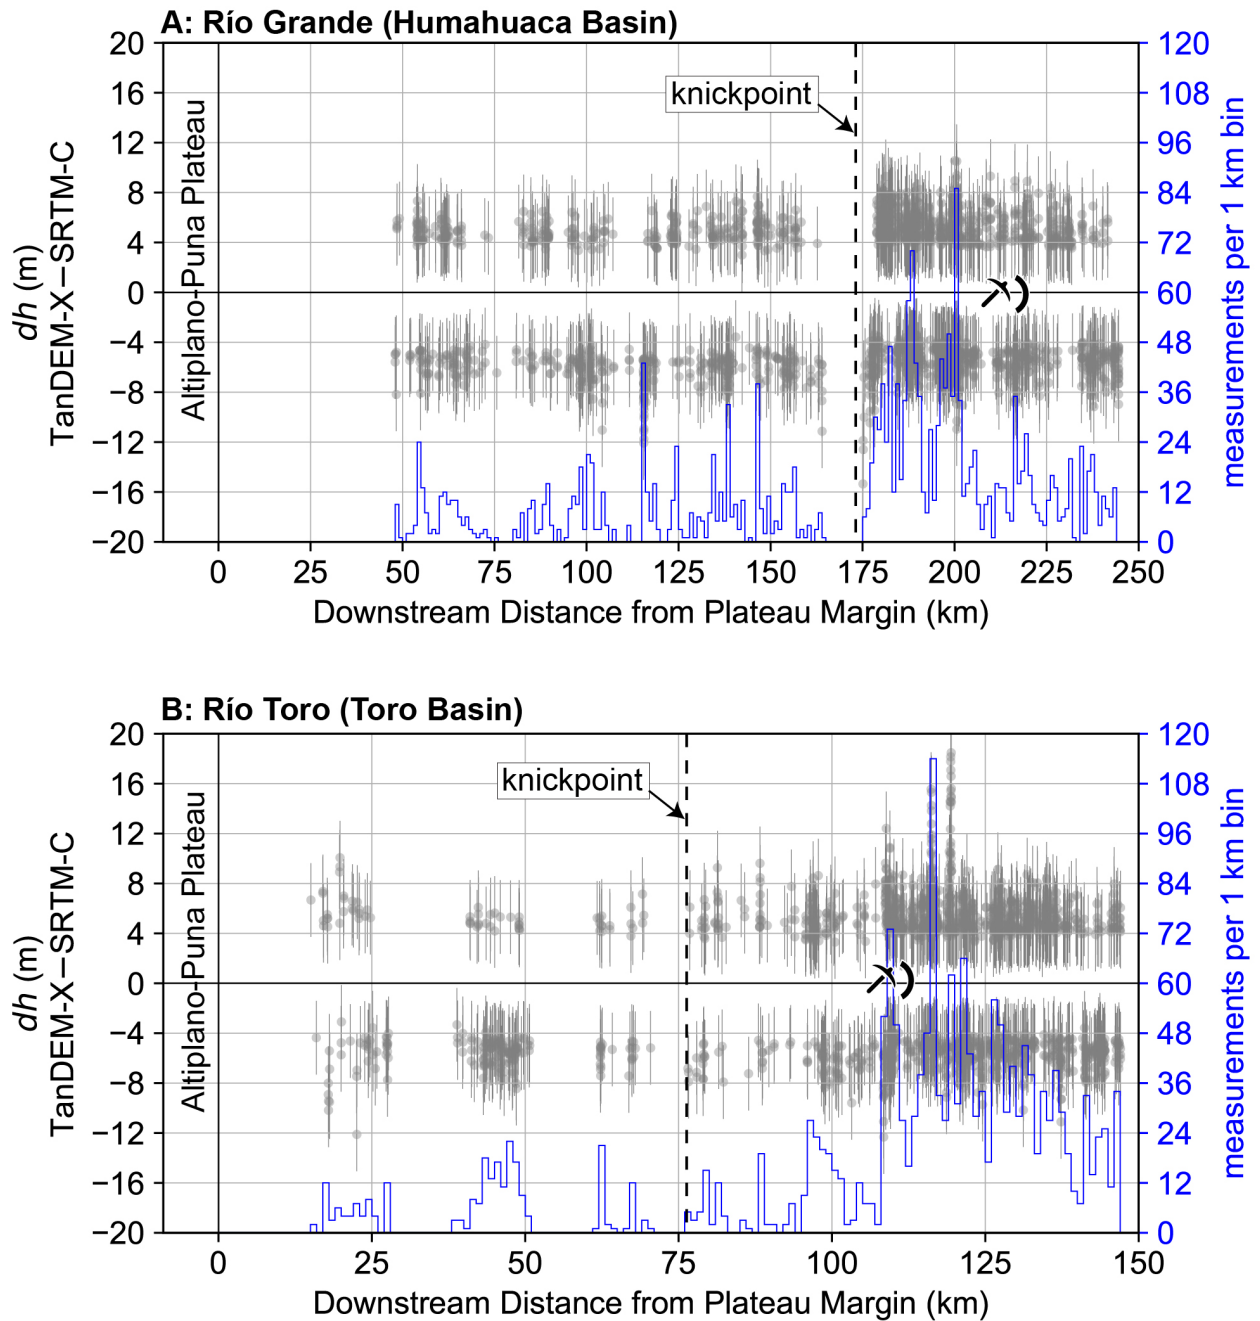 A: Río Grande (Humahuaca Basin)
20
16
12
8
4
0
−4
−8
−12
−16
−20
dh (m)
TanDEM-X−SRTM-C
Altiplano-Puna Plateau
knickpoint
120
108
96
84
72
60
48
36
24
12
0
measurements per 1 km bin
0 25 50 75 100 125 150 175 200 225 250
Downstream Distance from Plateau Margin (km)
B: Río Toro (Toro Basin)
20
16
12
8
4
0
−4
−8
−12
−16
−20
dh (m)
TanDEM-X−SRTM-C
Altiplano-Puna Plateau
knickpoint
120
108
96
84
72
60
48
36
24
12
0
measurements per 1 km bin
0 25 50 75 100 125 150
Downstream Distance from Plateau Margin (km)